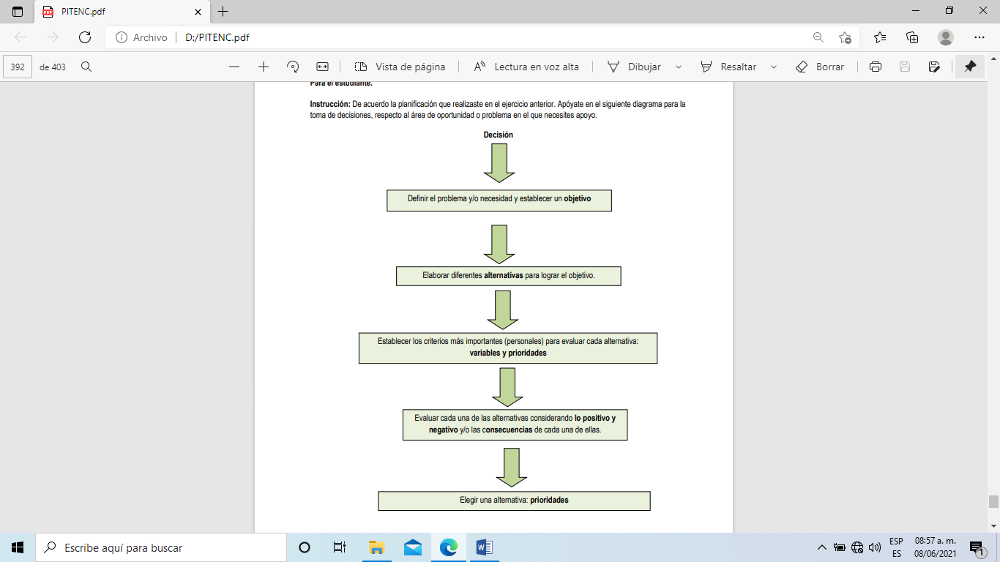 PITENC.pdf
Archivo
D:/PITENC.pdf
392
de 403
Vista de página
Lectura en voz alta
Dibujar
Resaltar
Borrar
Para el estudiante.
Instrucción: De acuerdo la planificación que realizaste en el ejercicio anterior. Apóyate en el siguiente diagrama para la
toma de decisiones, respecto al área de oportunidad o problema en el que necesites apoyo.
Decisión
Definir el problema y/o necesidad y establecer un objetivo
Elaborar diferentes alternativas para lograr el objetivo.
Establecer los criterios más importantes (personales) para evaluar cada alternativa:
variables y prioridades
Evaluar cada una de las alternativas considerando lo positivo y
negativo y/o las consecuencias de cada una de ellas.
Elegir una alternativa: prioridades
Escribe aquí para buscar
ESP
ES
08:57 a. m.
08/06/2021
1